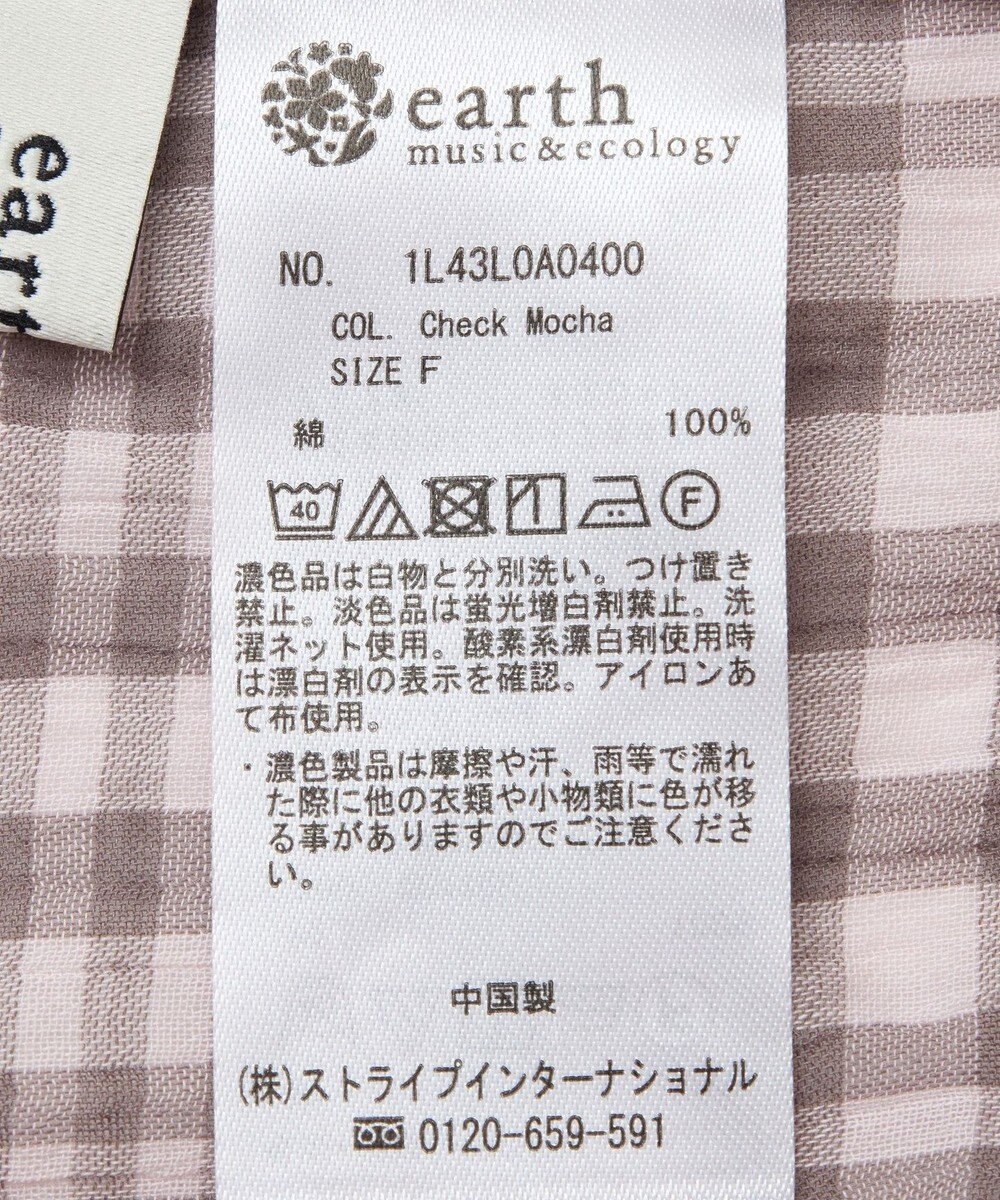 earth
music&ecology
eart
NO. 1L43L0A0400
COL. Check Mocha
SIZE F
綿 100%
40 F
濃色品は白物と分別洗い。つけ置き
禁止。淡色品は蛍光増白剤禁止。洗
濯ネット使用。酸素系漂白剤使用時
は漂白剤の表示を確認。アイロンあ
て布使用。
・濃色製品は摩擦や汗、雨等で濡れ
た際に他の衣類や小物類に色が移
る事がありますのでご注意くださ
い。
中国製
(株)ストライプインターナショナル
0120-659-591